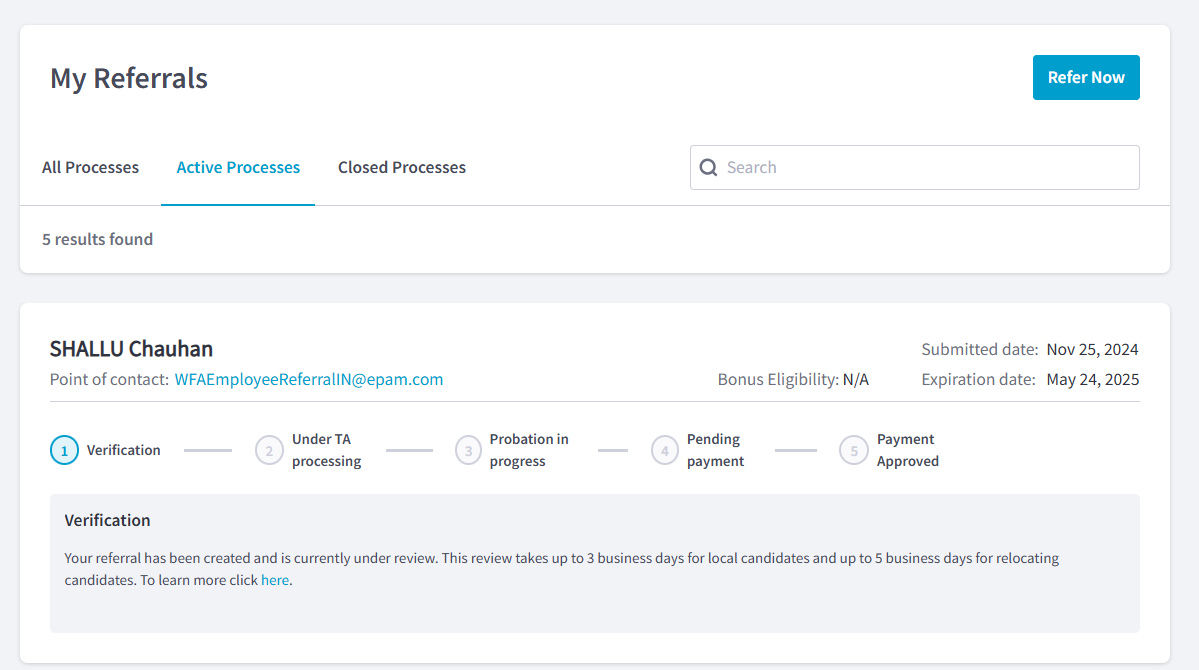 My Referrals
Refer Now
All Processes Active Processes Closed Processes Search
5 results found
SHALLU Chauhan
Submitted date: Nov 25, 2024
Point of contact: WFAEmployeeReferralIN@epam.com Bonus Eligibility: N/A Expiration date: May 24, 2025
1 Verification
2 Under TA
processing
3 Probation in
progress
4 Pending
payment
5 Payment
Approved
Verification
Your referral has been created and is currently under review. This review takes up to 3 business days for local candidates and up to 5 business days for relocating
candidates. To learn more click here.